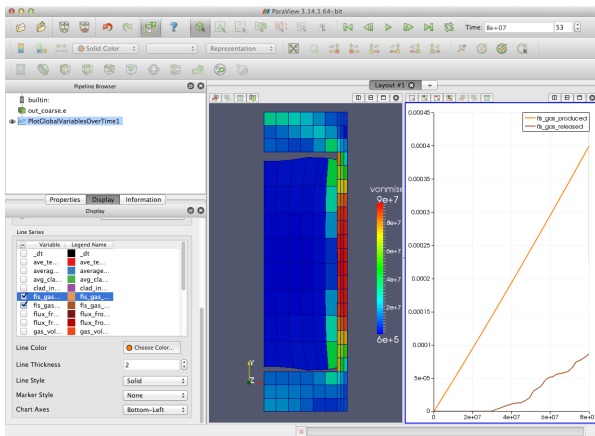 ParaView 3.14.1 64-bit
Time: 8e+07
53
Solid Color
Representation
Pipeline Browser
Layout #1
+
builtin:
out_coarse.e
PlotGlobalVariablesOverTime1
Properties
Display
Information
Display
Line Series
Variable
Legend Name
_dt
_dt
ave_te...
ave_te...
averag...
average...
avg_cla...
avg_cla...
clad_in...
clad_in...
fis_gas...
fis_gas_...
fis_gas...
fis_gas_...
flux_fr...
flux_fro...
flux_fr...
flux_fro...
gas_vol...
gas_vol...
Line Color
Choose Color...
Line Thickness
2
Line Style
Solid
Marker Style
None
Chart Axes
Bottom-Left
vonmise
9e+7
8e+7
6e+7
4e+7
2e+7
6e+5
Y
Z
fis_gas_produced
fis_gas_released
0.00045
0.0004
0.00035
0.0003
0.00025
0.0002
0.00015
0.0001
5e-05
0
0
2e+07
4e+07
6e+07
8e+0